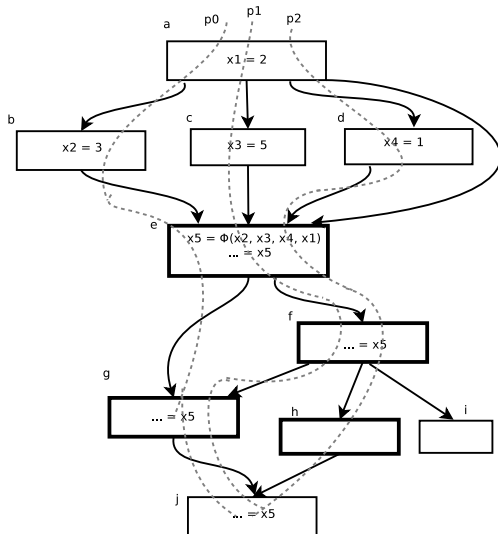 p0 p1 p2
a
x1 = 2
b
c
d
x2 = 3
x3 = 5
x4 = 1
e
x5 = Φ(x2, x3, x4, x1)
... = x5
f
... = x5
g
... = x5
h
i
j
... = x5